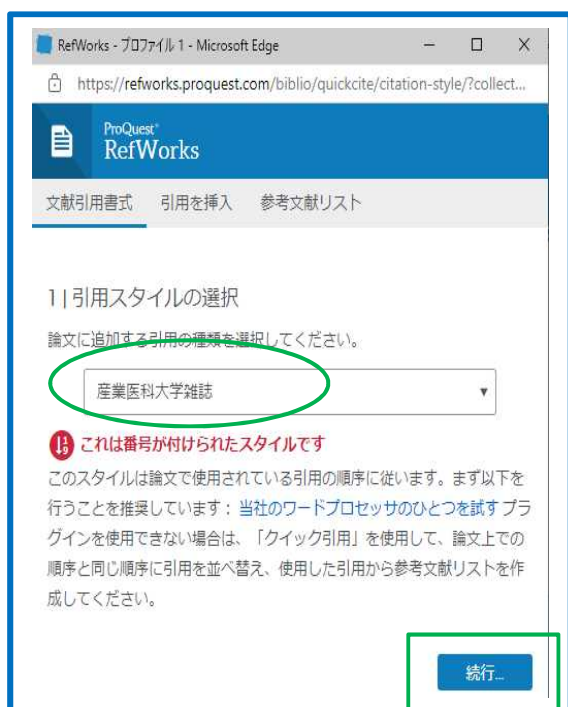 RefWorks - プロファイル 1 - Microsoft Edge
https://refworks.proquest.com/biblio/quickcite/citation-style/?collect...
ProQuest®
RefWorks
文献引用書式 引用を挿入 参考文献リスト
1 | 引用スタイルの選択
論文に追加する引用の種類を選択してください。
産業医科大学雑誌
これは番号が付けられたスタイルです
このスタイルは論文で使用されている引用の順序に従います。まず以下を
行うことを推奨しています： 当社のワードプロセッサのひとつを試す プラ
グインを使用できない場合は、「クイック引用」を使用して、論文上での
順序と同じ順序に引用を並べ替え、使用した引用から参考文献リストを作
成してください。
続行...